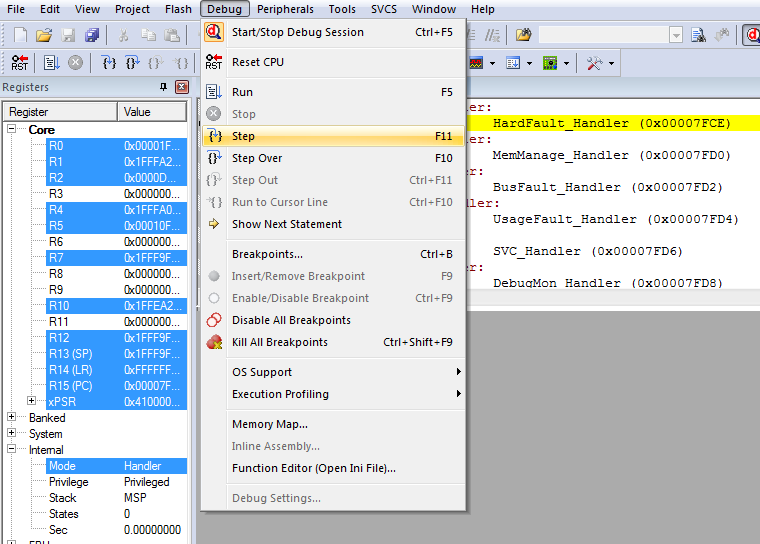 File Edit View Project Flash Debug Peripherals Tools SVCS Window Help
Start/Stop Debug Session Ctrl+F5
Reset CPU
RST
RST
Run F5
Stop
Step F11
Step Over F10
Step Out Ctrl+F11
Run to Cursor Line Ctrl+F10
Show Next Statement
Breakpoints... Ctrl+B
Insert/Remove Breakpoint F9
Enable/Disable Breakpoint Ctrl+F9
Disable All Breakpoints
Kill All Breakpoints Ctrl+Shift+F9
OS Support
Execution Profiling
Memory Map...
Inline Assembly...
Function Editor (Open Ini File)...
Debug Settings...
Registers
Register Value
Core
R0 0x00001F...
R1 0x1FFFA2...
R2 0x0000D...
R3 0x000000...
R4 0x1FFFA0...
R5 0x00010F...
R6 0x000000...
R7 0x1FFF9F...
R8 0x000000...
R9 0x000000...
R10 0x1FFEA2...
R11 0x000000...
R12 0x1FFF9F...
R13 (SP) 0x1FFF9F...
R14 (LR) 0xFFFFFF...
R15 (PC) 0x00007F...
xPSR 0x410000...
Banked
System
Internal
Mode Handler
Privilege Privileged
Stack MSP
States 0
Sec 0.00000000
ler:
HardFault_Handler (0x00007FCE)
er:
MemManage_Handler (0x00007FD0)
r:
BusFault_Handler (0x00007FD2)
ller:
UsageFault_Handler (0x00007FD4)
SVC_Handler (0x00007FD6)
er:
DebugMon_Handler (0x00007FD8)